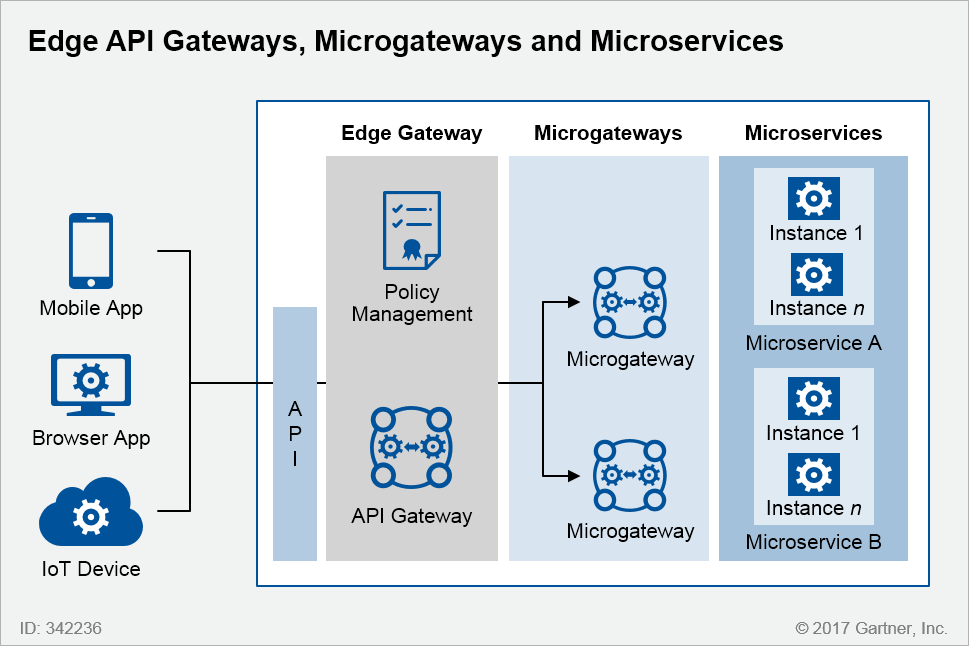 Edge API Gateways, Microgateways and Microservices
Edge Gateway
Microgateways
Microservices
Mobile App
Browser App
IoT Device
A
P
I
Policy
Management
API Gateway
Microgateway
Microgateway
Instance 1
Instance n
Microservice A
Instance 1
Instance n
Microservice B
ID: 342236
© 2017 Gartner, Inc.